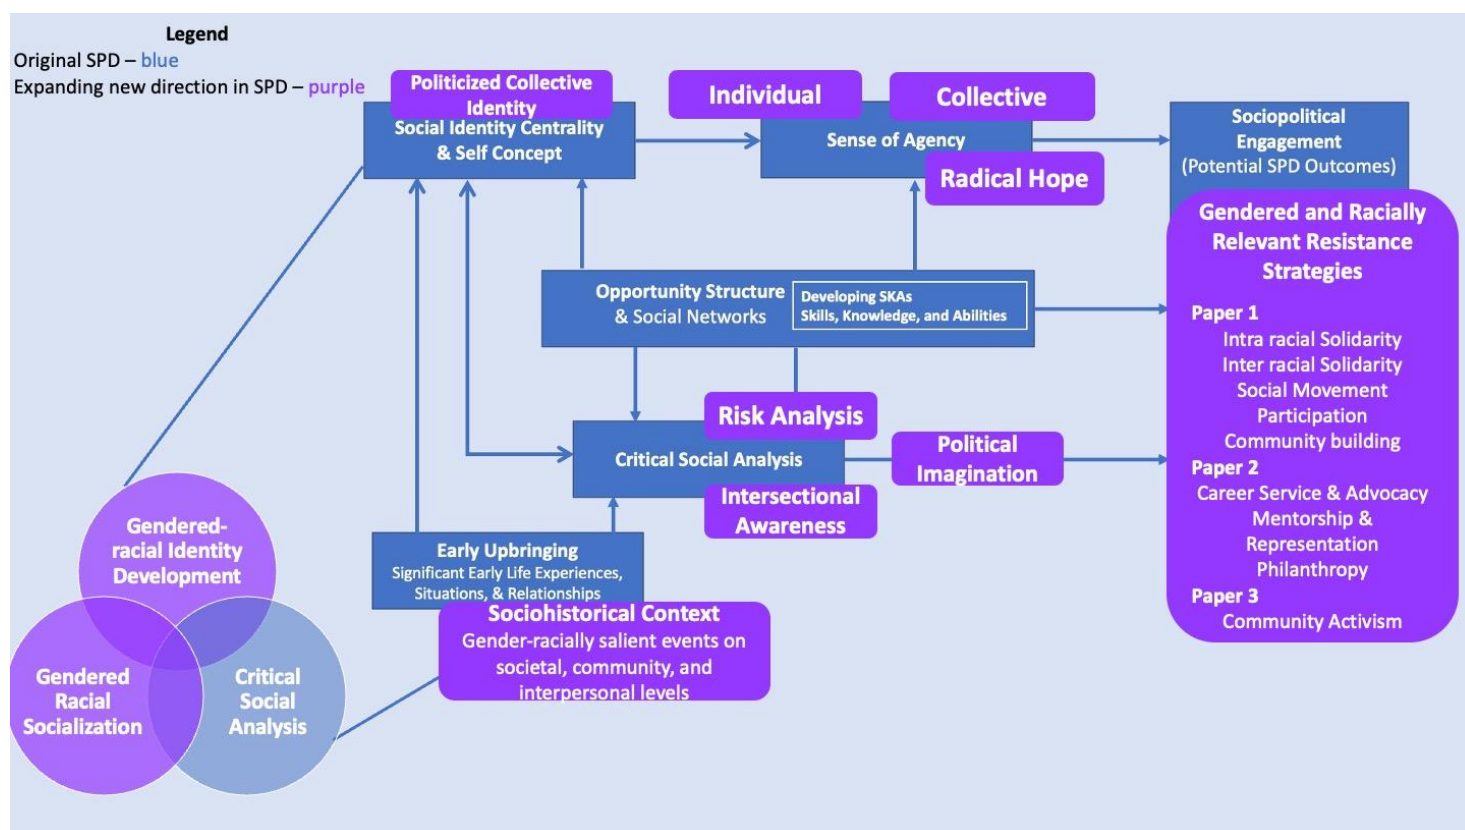 Legend
Original SPD – blue
Expanding new direction in SPD – purple
Politicized Collective
Identity
Social Identity Centrality
& Self Concept
Individual
Collective
Sense of Agency
Radical Hope
Sociopolitical
Engagement
(Potential SPD Outcomes)
Gendered and Racially
Relevant Resistance
Strategies
Paper 1
Intra racial Solidarity
Inter racial Solidarity
Social Movement
Participation
Community building
Paper 2
Career Service & Advocacy
Mentorship &
Representation
Philanthropy
Paper 3
Community Activism
Opportunity Structure
& Social Networks
Developing SKAs
Skills, Knowledge, and Abilities
Risk Analysis
Critical Social Analysis
Intersectional
Awareness
Political
Imagination
Early Upbringing
Significant Early Life Experiences,
Situations, & Relationships
Sociohistorical Context
Gender-racially salient events on
societal, community, and
interpersonal levels
Gendered-
racial Identity
Development
Gendered
Racial
Socialization
Critical
Social
Analysis